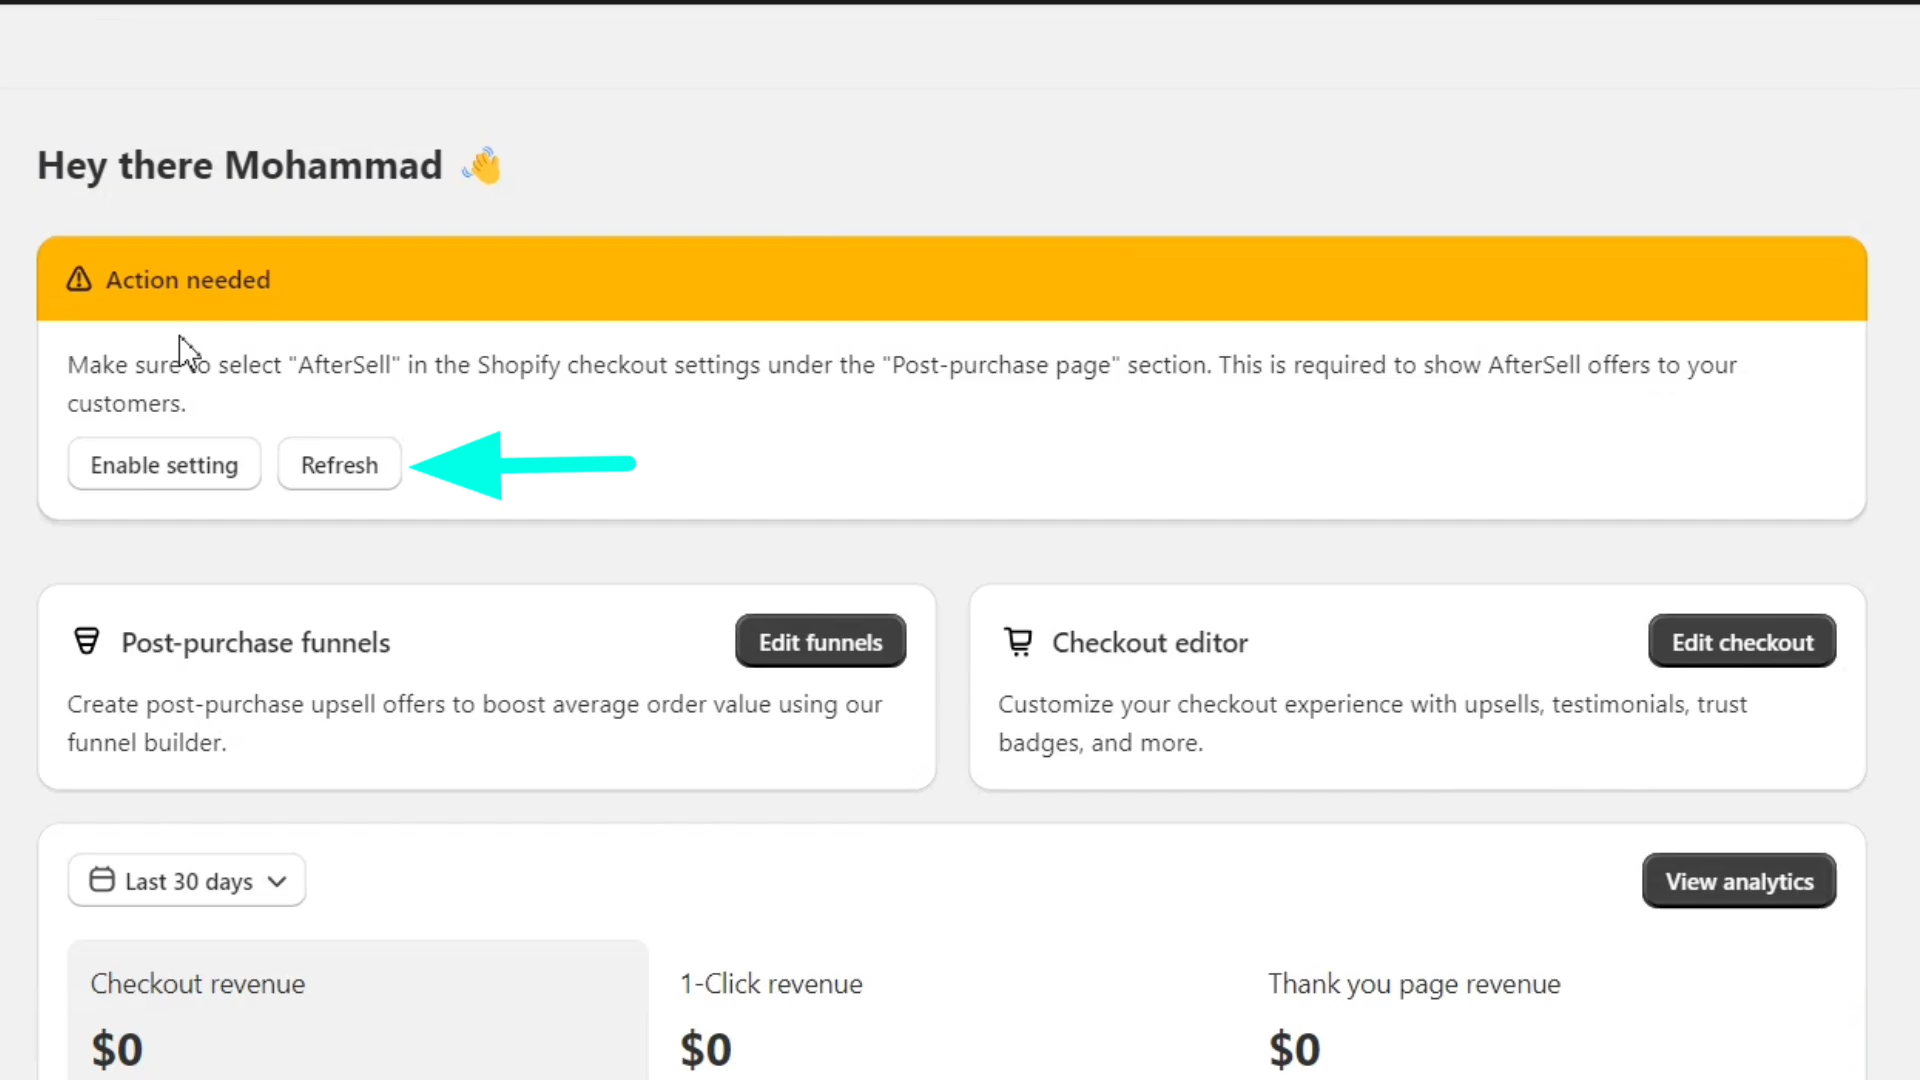 Hey there Mohammad 👋
Action needed
Make sure to select "AfterSell" in the Shopify checkout settings under the "Post-purchase page" section. This is required to show AfterSell offers to your
customers.
Enable setting Refresh
Post-purchase funnels Edit funnels
Create post-purchase upsell offers to boost average order value using our
funnel builder.
Checkout editor Edit checkout
Customize your checkout experience with upsells, testimonials, trust
badges, and more.
Last 30 days View analytics
Checkout revenue
$0
1-Click revenue
$0
Thank you page revenue
$0